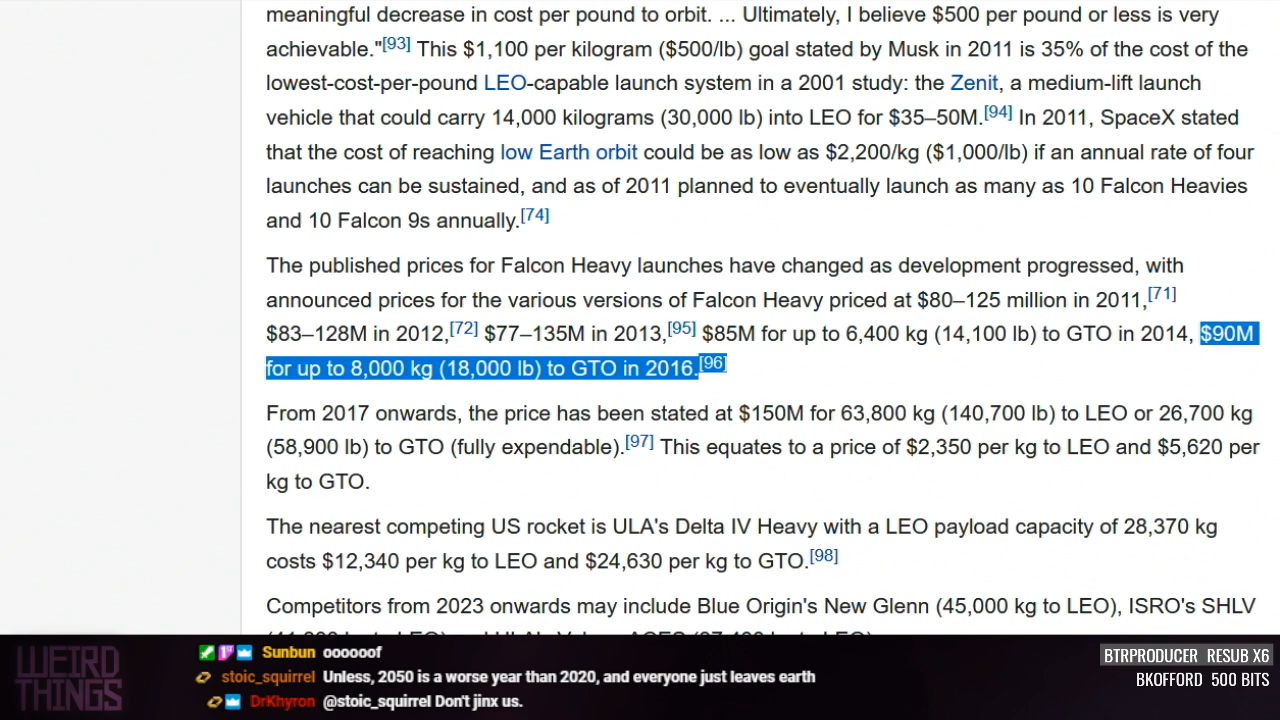 meaningful decrease in cost per pound to orbit. ... Ultimately, I believe $500 per pound or less is very
achievable."[93] This $1,100 per kilogram ($500/lb) goal stated by Musk in 2011 is 35% of the cost of the
lowest-cost-per-pound LEO-capable launch system in a 2001 study: the Zenit, a medium-lift launch
vehicle that could carry 14,000 kilograms (30,000 lb) into LEO for $35–50M.[94] In 2011, SpaceX stated
that the cost of reaching low Earth orbit could be as low as $2,200/kg ($1,000/lb) if an annual rate of four
launches can be sustained, and as of 2011 planned to eventually launch as many as 10 Falcon Heavies
and 10 Falcon 9s annually.[74]
The published prices for Falcon Heavy launches have changed as development progressed, with
announced prices for the various versions of Falcon Heavy priced at $80–125 million in 2011,[71]
$83–128M in 2012,[72] $77–135M in 2013,[95] $85M for up to 6,400 kg (14,100 lb) to GTO in 2014, $90M
for up to 8,000 kg (18,000 lb) to GTO in 2016.[96]
From 2017 onwards, the price has been stated at $150M for 63,800 kg (140,700 lb) to LEO or 26,700 kg
(58,900 lb) to GTO (fully expendable).[97] This equates to a price of $2,350 per kg to LEO and $5,620 per
kg to GTO.
The nearest competing US rocket is ULA's Delta IV Heavy with a LEO payload capacity of 28,370 kg
costs $12,340 per kg to LEO and $24,630 per kg to GTO.[98]
Competitors from 2023 onwards may include Blue Origin's New Glenn (45,000 kg to LEO), ISRO's SHLV
WEIRD
THINGS
1st Sunbun oooooof
stoic_squirrel Unless, 2050 is a worse year than 2020, and everyone just leaves earth
DrKhyron @stoic_squirrel Don't jinx us.
BTRPRODUCER RESUB X6
BKOFFORD 500 BITS